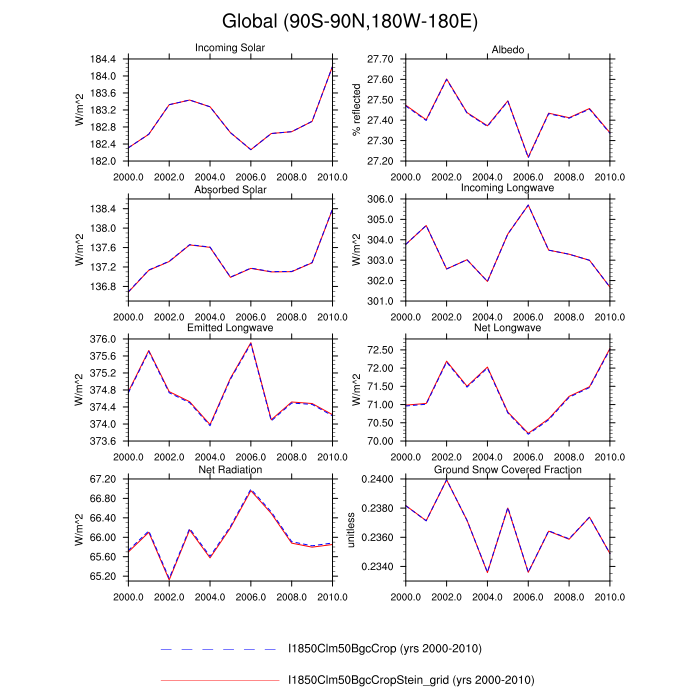 Global (90S-90N,180W-180E)
Incoming Solar
Albedo
W/m^2
184.4
184.0
183.6
183.2
182.8
182.4
182.0
2000.0 2002.0 2004.0 2006.0 2008.0 2010.0
% reflected
27.70
27.60
27.50
27.40
27.30
27.20
2000.0 2002.0 2004.0 2006.0 2008.0 2010.0
Absorbed Solar
Incoming Longwave
W/m^2
138.4
138.0
137.6
137.2
136.8
2000.0 2002.0 2004.0 2006.0 2008.0 2010.0
W/m^2
306.0
305.0
304.0
303.0
302.0
301.0
2000.0 2002.0 2004.0 2006.0 2008.0 2010.0
Emitted Longwave
Net Longwave
W/m^2
376.0
375.6
375.2
374.8
374.4
374.0
373.6
2000.0 2002.0 2004.0 2006.0 2008.0 2010.0
W/m^2
72.50
72.00
71.50
71.00
70.50
70.00
2000.0 2002.0 2004.0 2006.0 2008.0 2010.0
Net Radiation
Ground Snow Covered Fraction
W/m^2
67.20
66.80
66.40
66.00
65.60
65.20
2000.0 2002.0 2004.0 2006.0 2008.0 2010.0
unitless
0.2400
0.2380
0.2360
0.2340
2000.0 2002.0 2004.0 2006.0 2008.0 2010.0
I1850Clm50BgcCrop (yrs 2000-2010)
I1850Clm50BgcCropStein_grid (yrs 2000-2010)